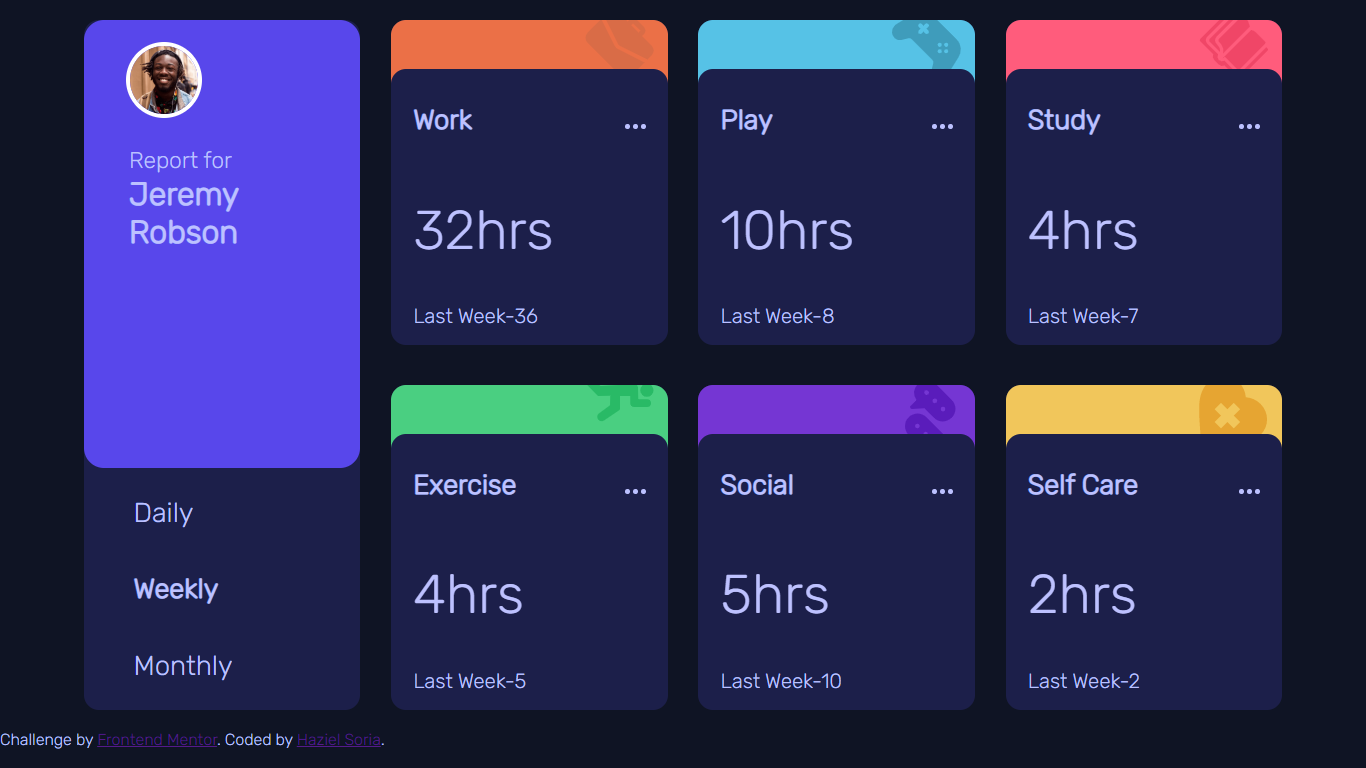 Report for
Jeremy
Robson
Daily
Weekly
Monthly
Work
32hrs
Last Week-36
Play
10hrs
Last Week-8
Study
4hrs
Last Week-7
Exercise
4hrs
Last Week-5
Social
5hrs
Last Week-10
Self Care
2hrs
Last Week-2
Challenge by Frontend Mentor. Coded by Haziel Soria.